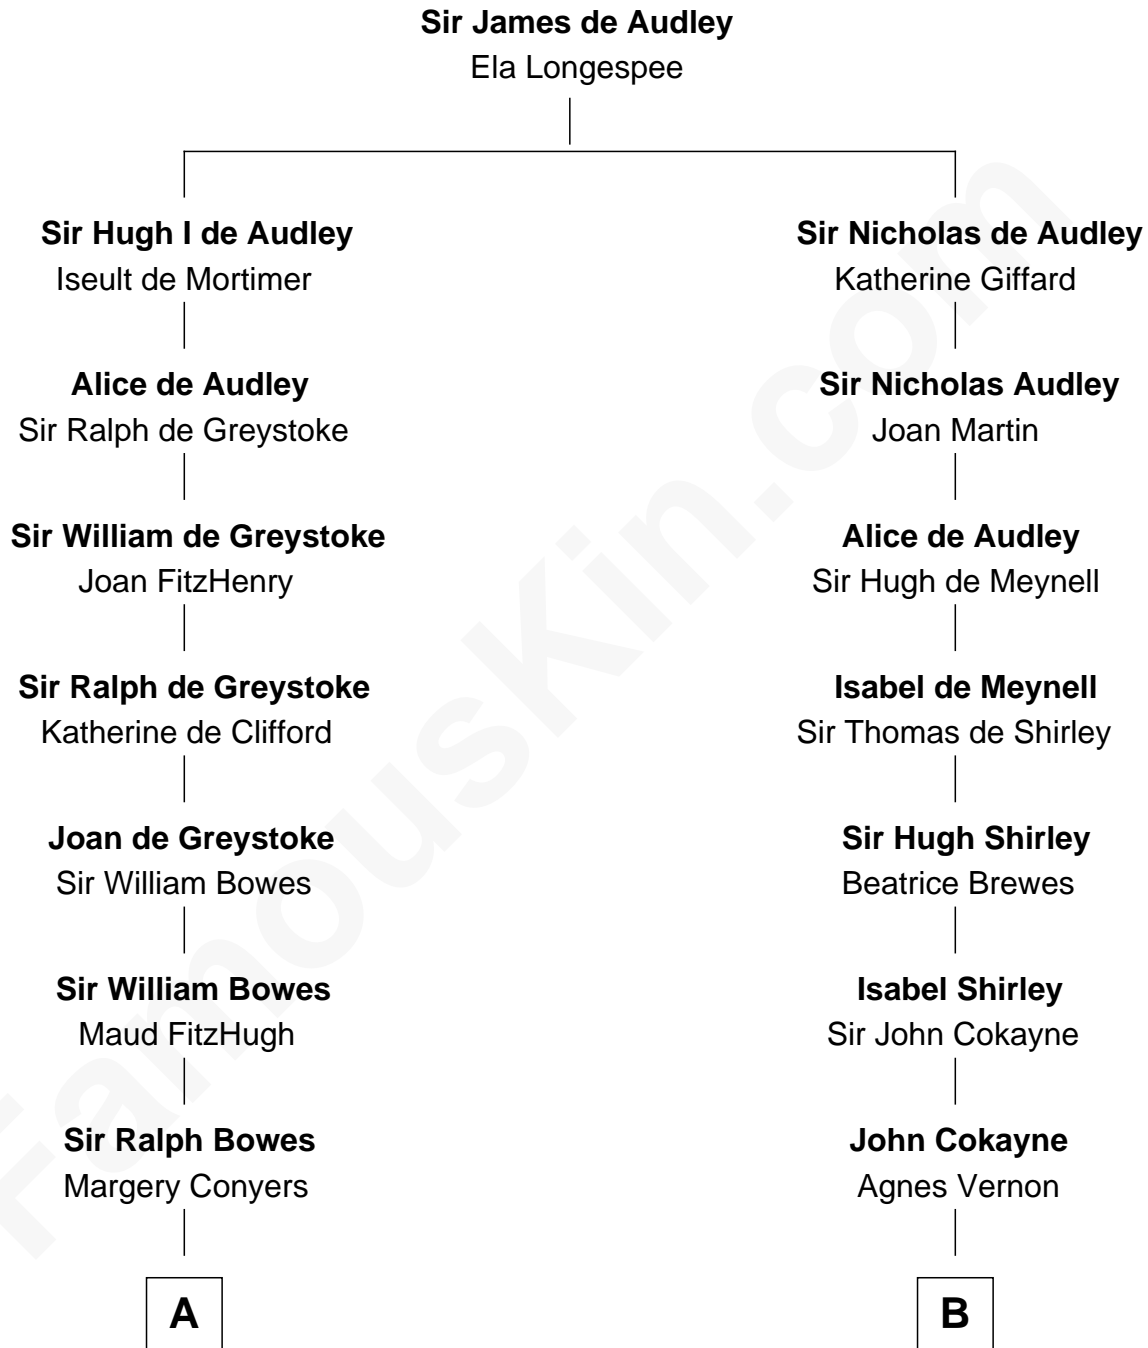 Sir James de Audley
Ela Longespee
Sir Hugh I de Audley
Iseult de Mortimer
Sir Nicholas de Audley
Katherine Giffard
Alice de Audley
Sir Ralph de Greystoke
Sir Nicholas Audley
Joan Martin
Sir William de Greystoke
Joan FitzHenry
Alice de Audley
Sir Hugh de Meynell
Sir Ralph de Greystoke
Katherine de Clifford
Isabel de Meynell
Sir Thomas de Shirley
Joan de Greystoke
Sir William Bowes
Sir Hugh Shirley
Beatrice Brewes
Sir William Bowes
Maud FitzHugh
Isabel Shirley
Sir John Cokayne
Sir Ralph Bowes
Margery Conyers
John Cokayne
Agnes Vernon
A
B
FamousKin.com